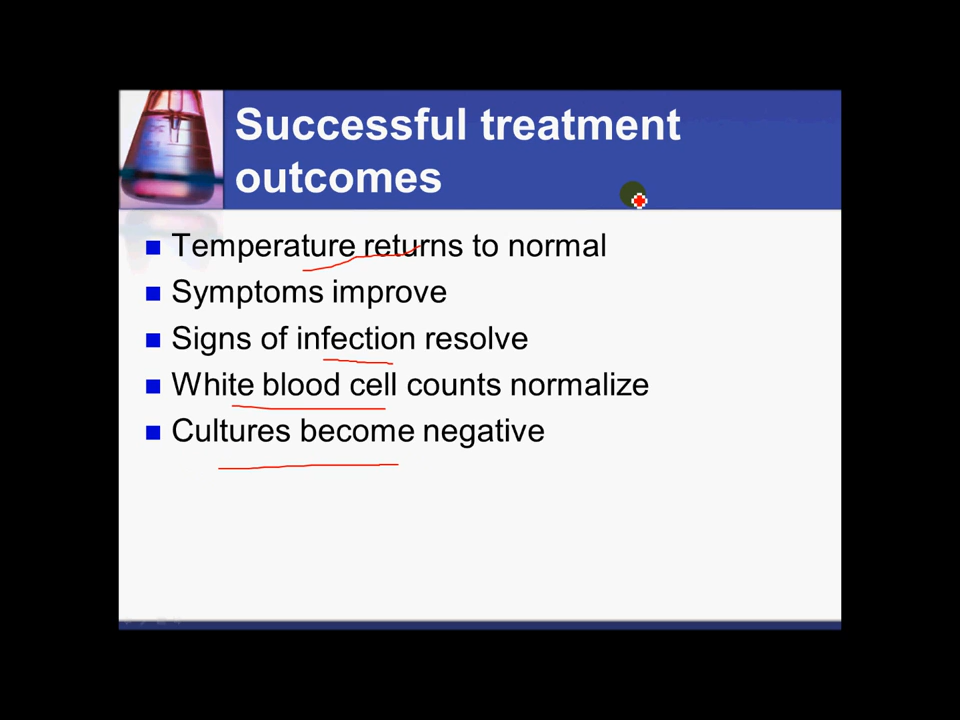 Successful treatment
outcomes
Temperature returns to normal
Symptoms improve
Signs of infection resolve
White blood cell counts normalize
Cultures become negative